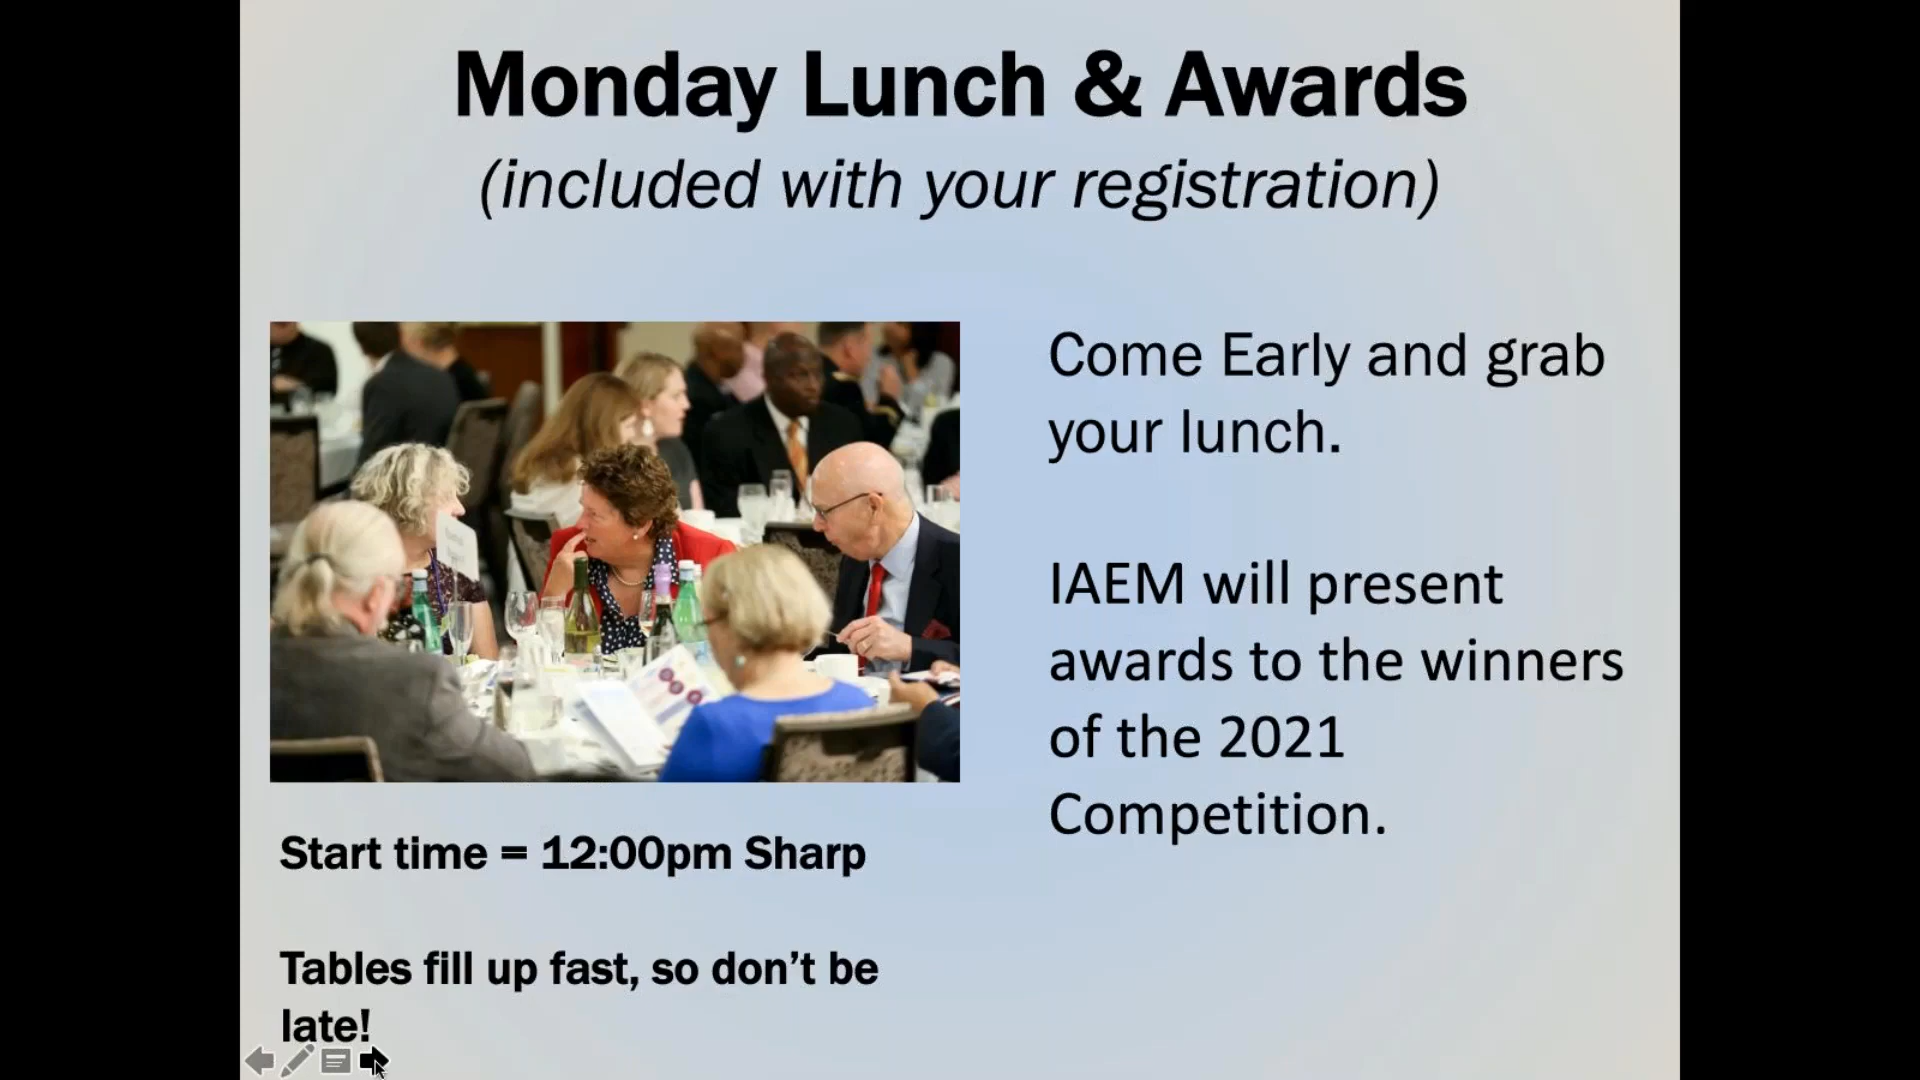 Monday Lunch & Awards
(included with your registration)
Come Early and grab
your lunch.
IAEM will present
awards to the winners
of the 2021
Competition.
Start time = 12:00pm Sharp
Tables fill up fast, so don’t be
late!